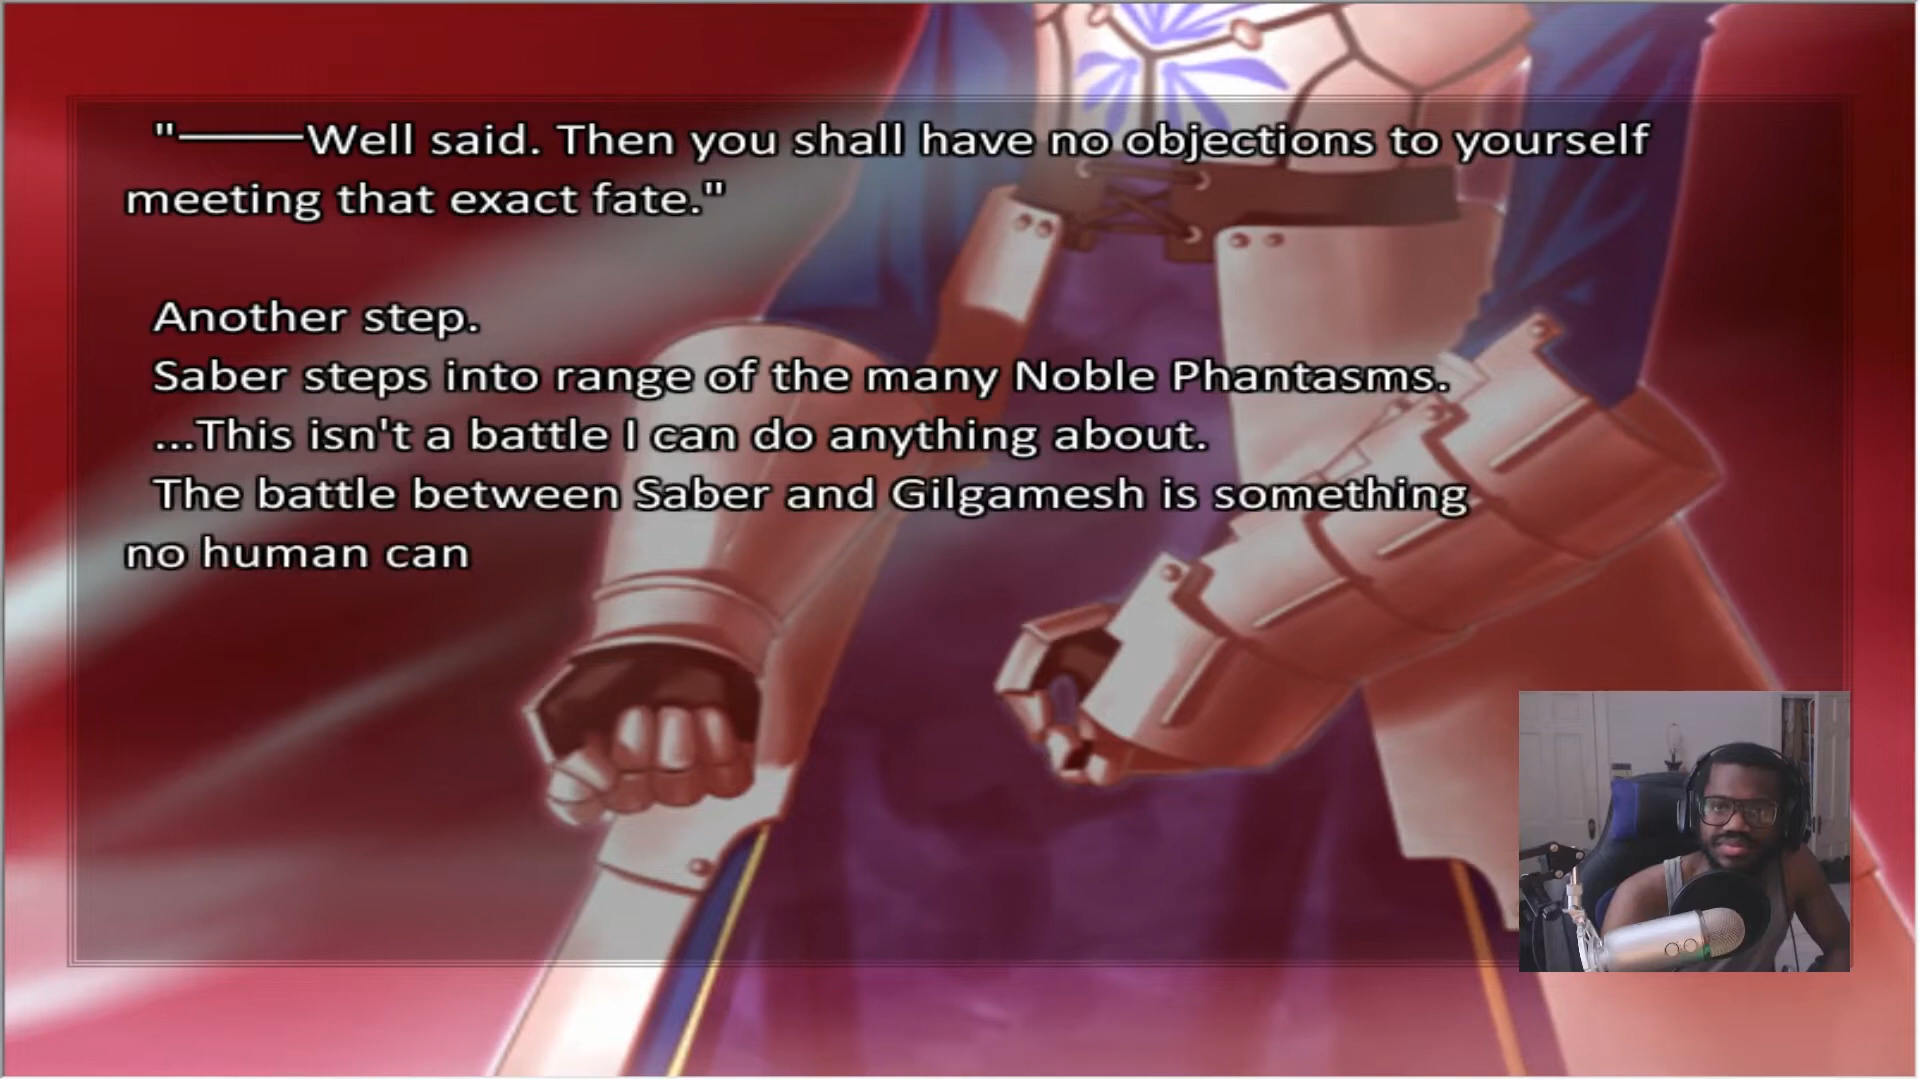 "———Well said. Then you shall have no objections to yourself
meeting that exact fate."
Another step.
Saber steps into range of the many Noble Phantasms.
...This isn't a battle I can do anything about.
The battle between Saber and Gilgamesh is something
no human can